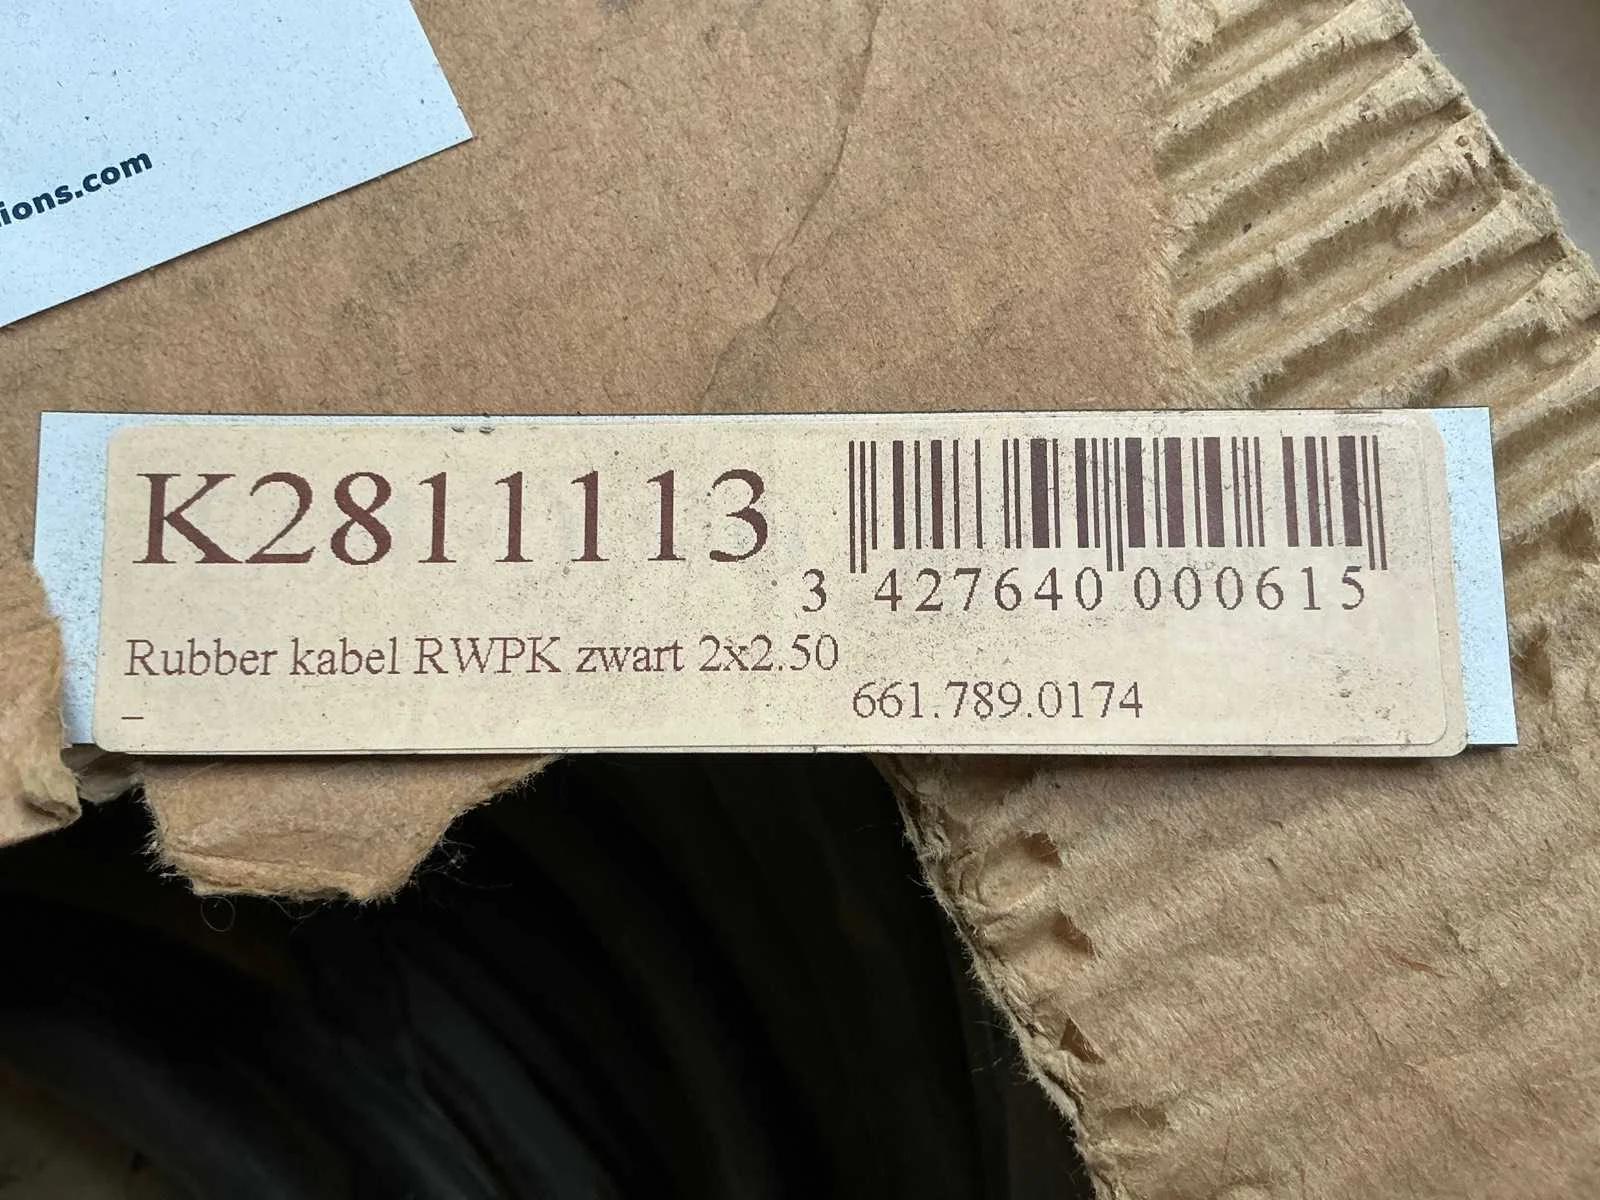 ions.com
K2811113
3 427640 000615
Rubber kabel RWPK zwart 2x2.50
661.789.0174
–